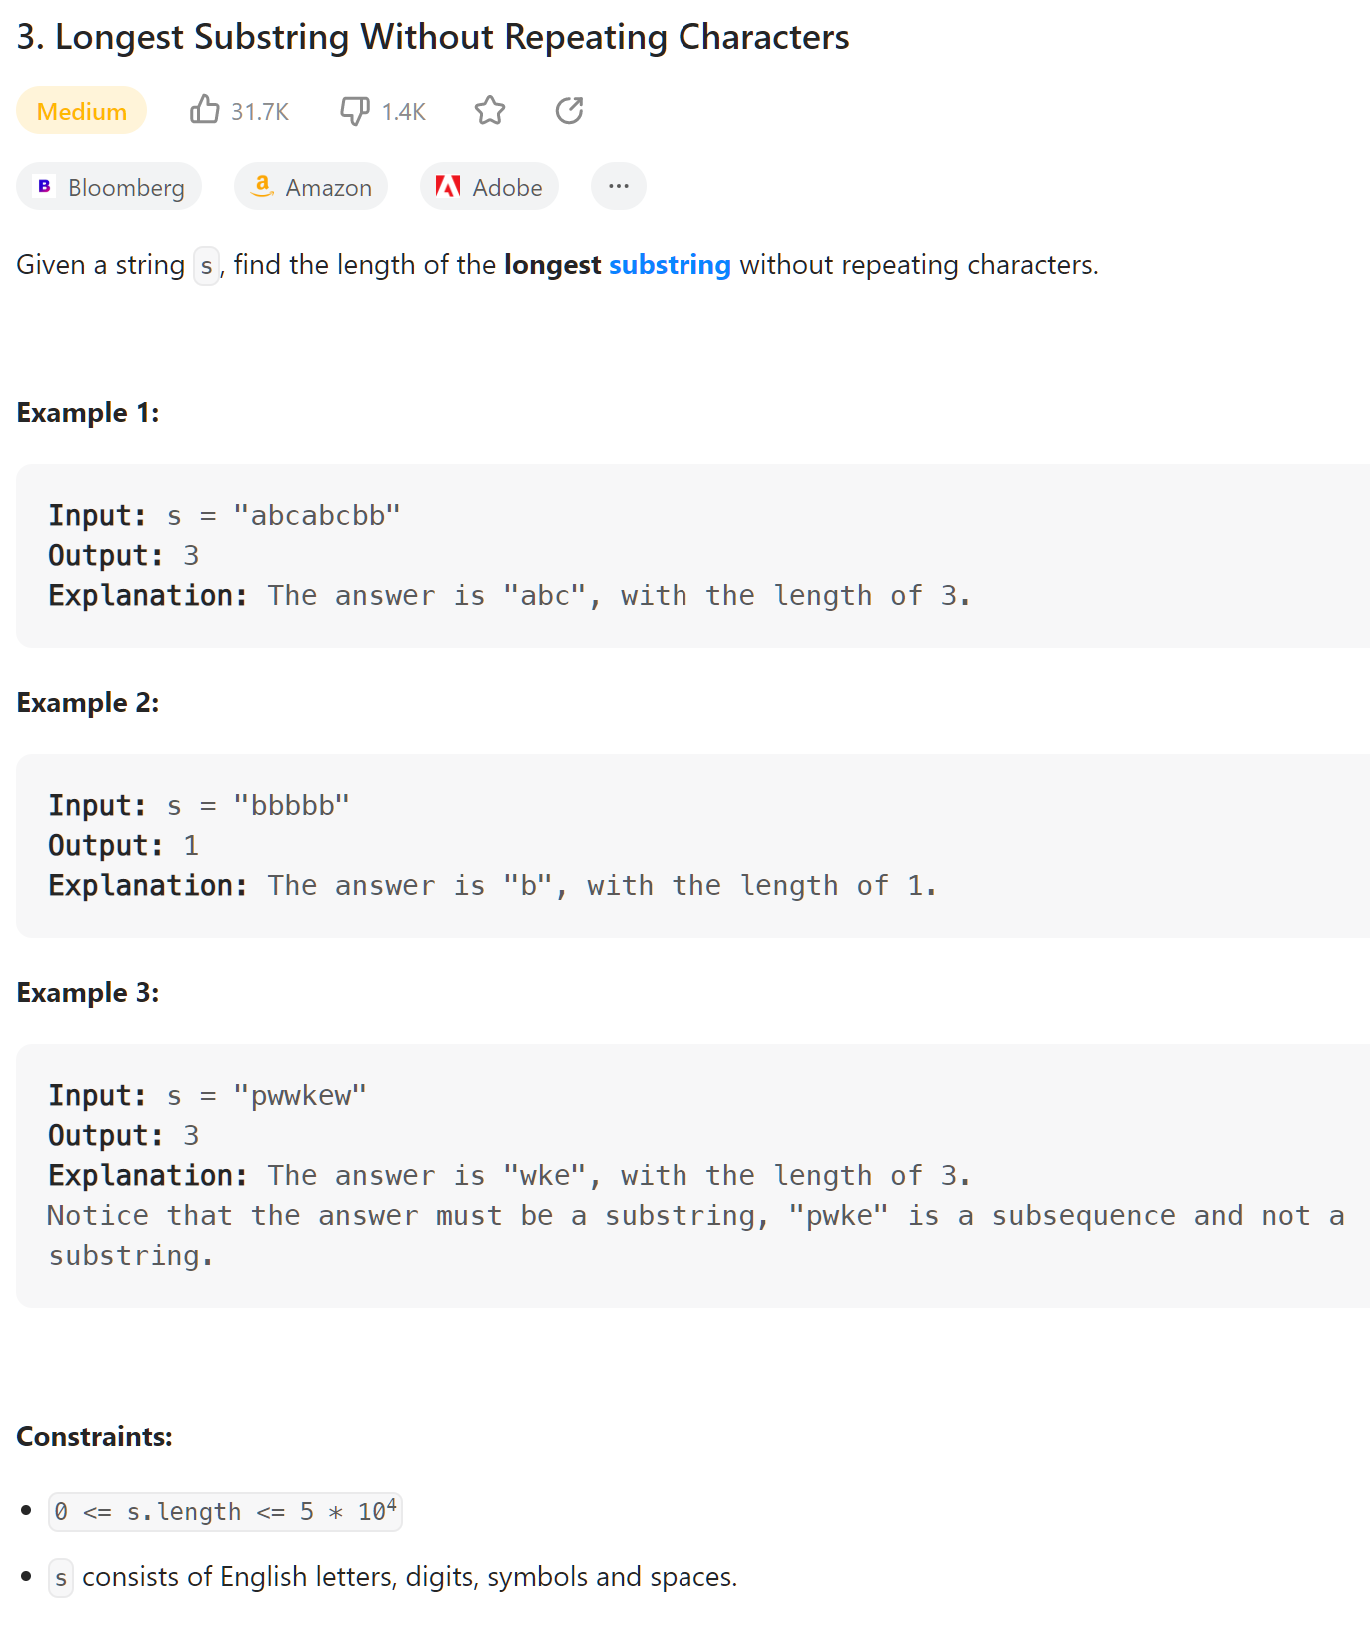 3. Longest Substring Without Repeating Characters
Medium 31.7K 1.4K
B Bloomberg a Amazon Adobe ...
Given a string s, find the length of the longest substring without repeating characters.
Example 1:
Input: s = "abcabcbb"
Output: 3
Explanation: The answer is "abc", with the length of 3.
Example 2:
Input: s = "bbbbb"
Output: 1
Explanation: The answer is "b", with the length of 1.
Example 3:
Input: s = "pwwkew"
Output: 3
Explanation: The answer is "wke", with the length of 3.
Notice that the answer must be a substring, "pwke" is a subsequence and not a
substring.
Constraints:
• 0 <= s.length <= 5 * 10⁴
• s consists of English letters, digits, symbols and spaces.